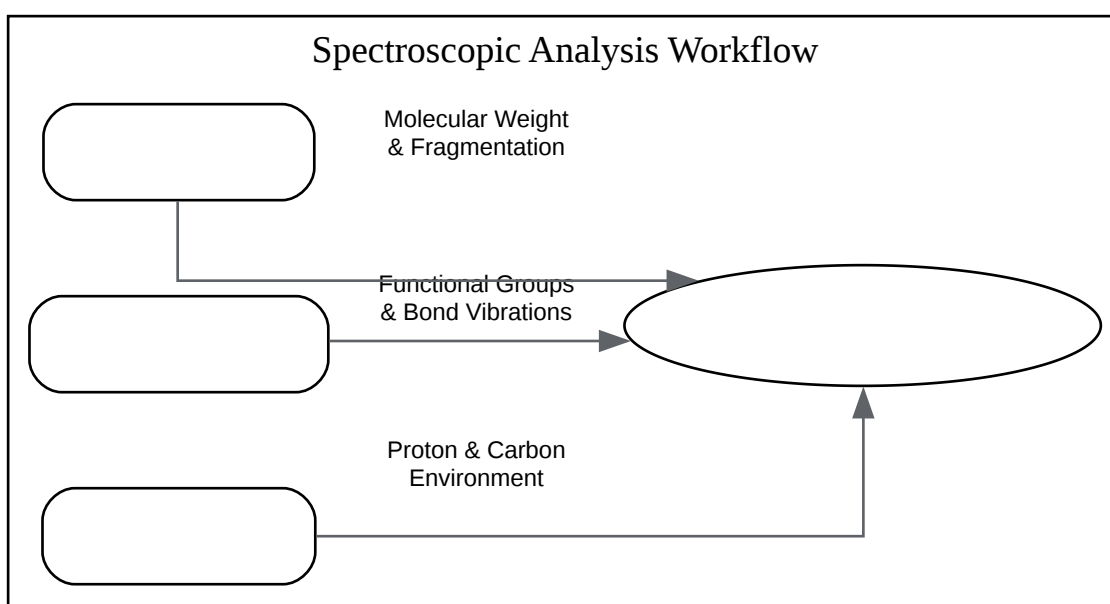 Spectroscopic Analysis Workflow
Molecular Weight
& Fragmentation
Functional Groups
& Bond Vibrations
Proton & Carbon
Environment